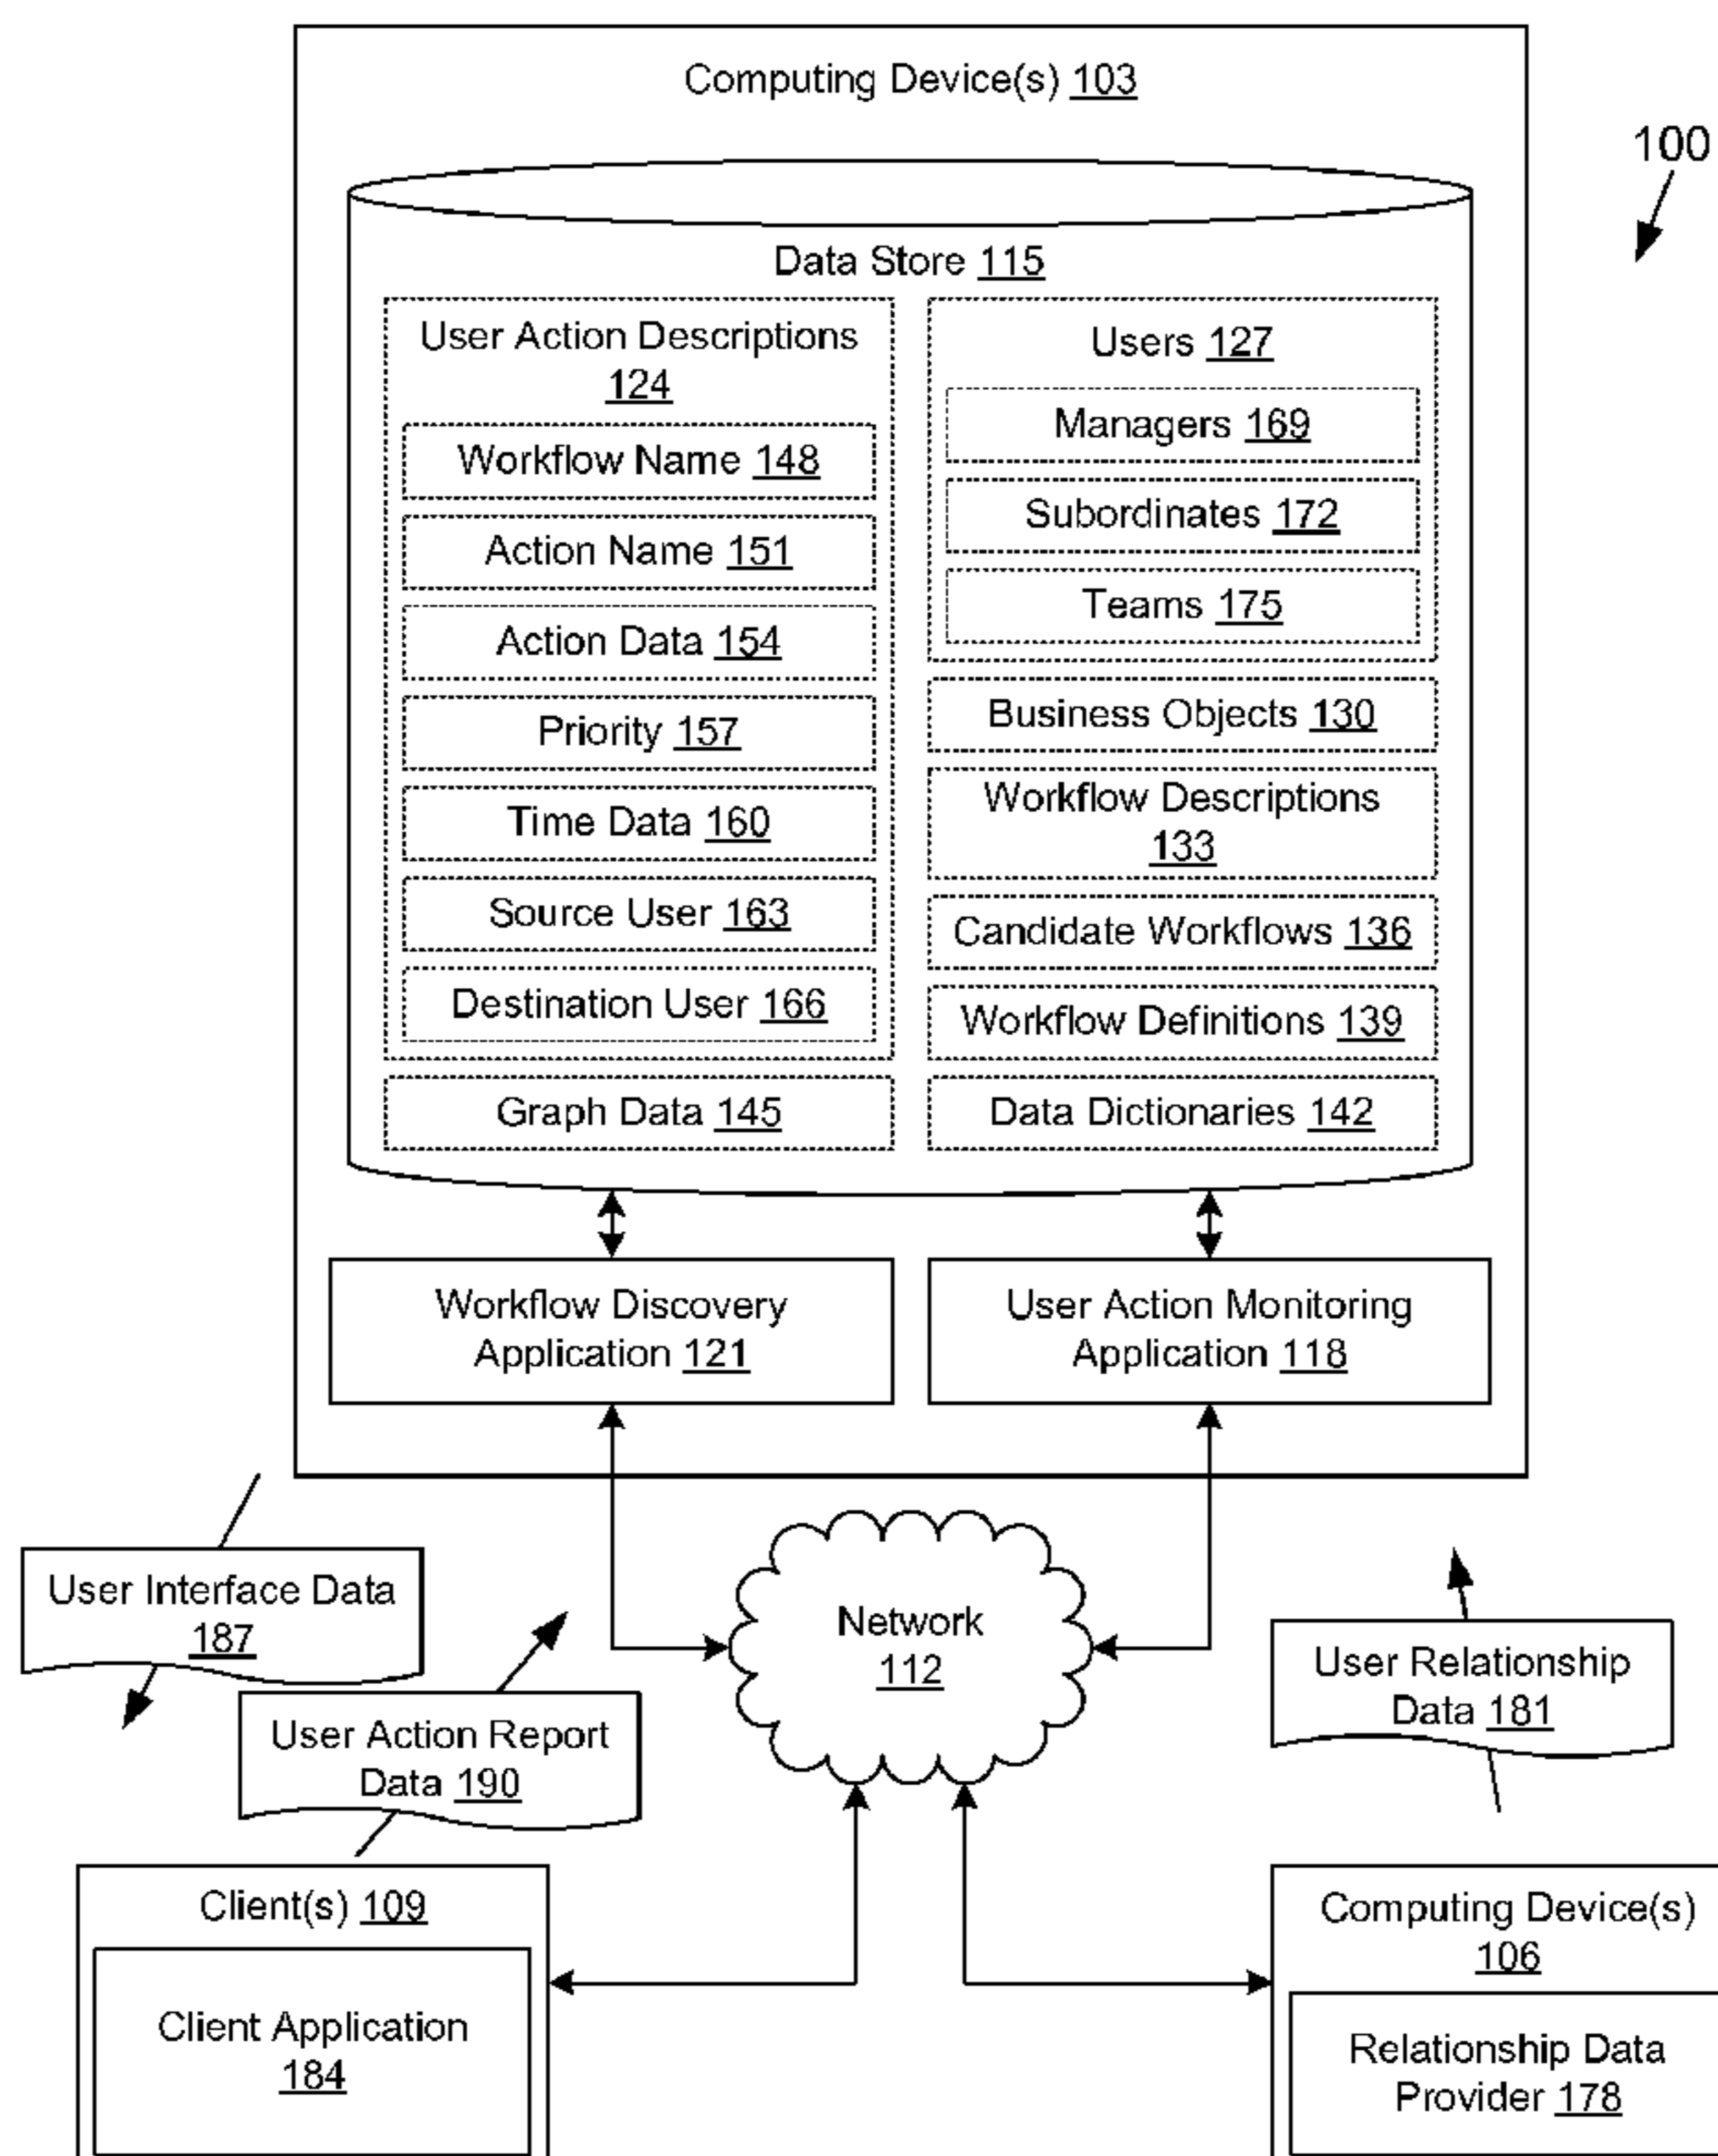 Computing Device(s) 103
100
Data Store 115
User Action Descriptions
124
Workflow Name 148
Action Name 151
Action Data 154
Priority 157
Time Data 160
Source User 163
Destination User 166
Graph Data 145
Users 127
Managers 169
Subordinates 172
Teams 175
Business Objects 130
Workflow Descriptions
133
Candidate Workflows 136
Workflow Definitions 139
Data Dictionaries 142
Workflow Discovery
Application 121
User Action Monitoring
Application 118
User Interface Data
187
User Action Report
Data 190
Network
112
User Relationship
Data 181
Client(s) 109
Client Application
184
Computing Device(s)
106
Relationship Data
Provider 178